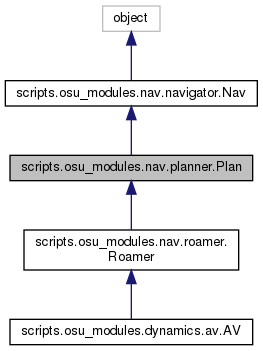 object
scripts.osu_modules.nav.navigator.Nav
scripts.osu_modules.nav.planner.Plan
scripts.osu_modules.nav.roamer.
Roamer
scripts.osu_modules.dynamics.av.AV